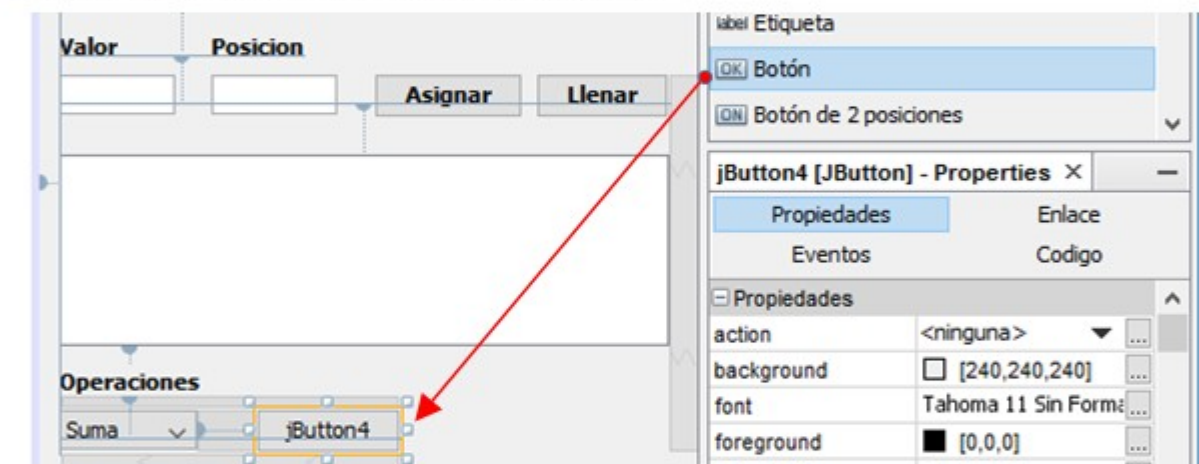 Valor Posicion
Asignar Llenar
Operaciones
Suma jButton4
label Etiqueta
OK Botón
ON Botón de 2 posiciones
jButton4 [JButton] - Properties ×
Propiedades Enlace
Eventos Codigo
Propiedades
action <ninguna> ...
background [240,240,240] ...
font Tahoma 11 Sin Forma ...
foreground [0,0,0] ...